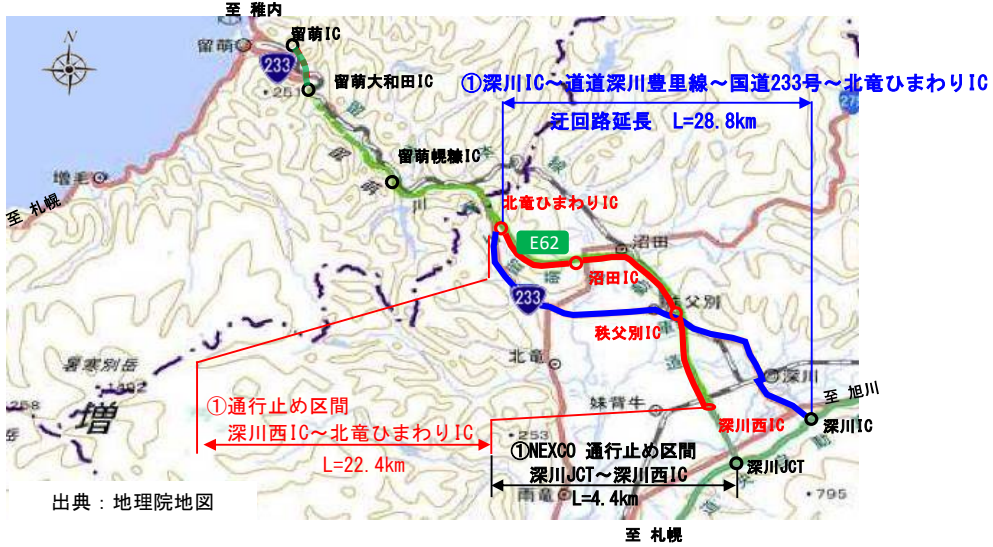 至 稚内
N
留萌IC
留萌
233
留萌大和田IC
・251
①深川IC～道道深川豊里線～国道233号～北竜ひまわりIC
迂回路延長 L=28.8km
留萌幌糠IC
増毛
至 札幌
川
北竜ひまわりIC
E62
沼田
沼田IC
233
秩父別
秩父別IC
北竜
暑寒別岳
・1492
増
258
岳
深川
妹背牛
至 旭川
①通行止め区間
深川西IC～北竜ひまわりIC
L=22.4km
深川西IC
深川IC
・253
①NEXCO 通行止め区間
深川JCT～深川西IC
L=4.4km
深川JCT
雨竜
・795
出典：地理院地図
至 札幌